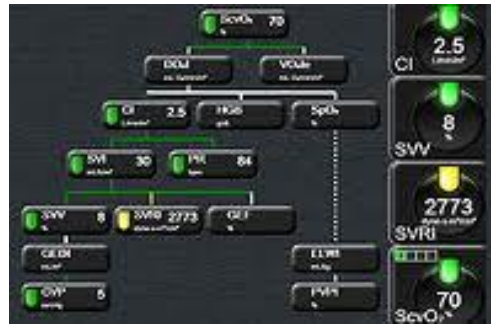 ScvO₂ 70
%
DO₂I
VO₂I
CI 2.5
HGB
SpO₂
%
SVI 30
PR 84
SVV 8
%
SVRI 2773
GEF
%
GEDI
ELWI
CVP 5
PVPI
CI
2.5
SVV
8
%
SVRI
2773
ScvO₂
70
%